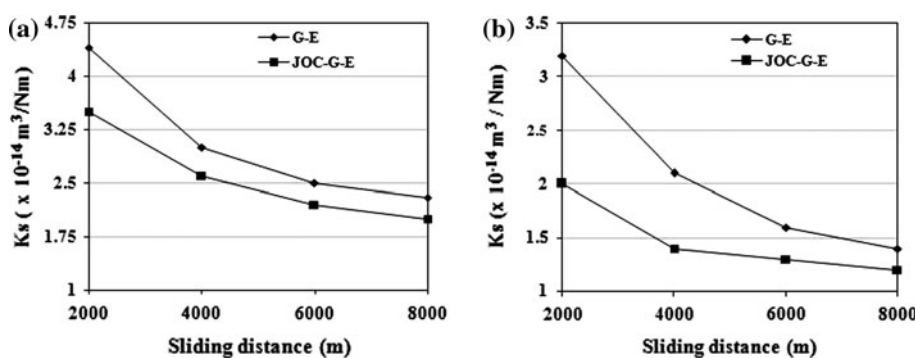 (a)
4.75
4
3.25
2.5
1.75
1
Ks ( x 10⁻¹⁴ m³/Nm)
G-E
JOC-G-E
2000 4000 6000 8000
Sliding distance (m)
(b)
3.5
3
2.5
2
1.5
1
Ks ( x 10⁻¹⁴ m³ / Nm)
G-E
JOC-G-E
2000 4000 6000 8000
Sliding distance (m)